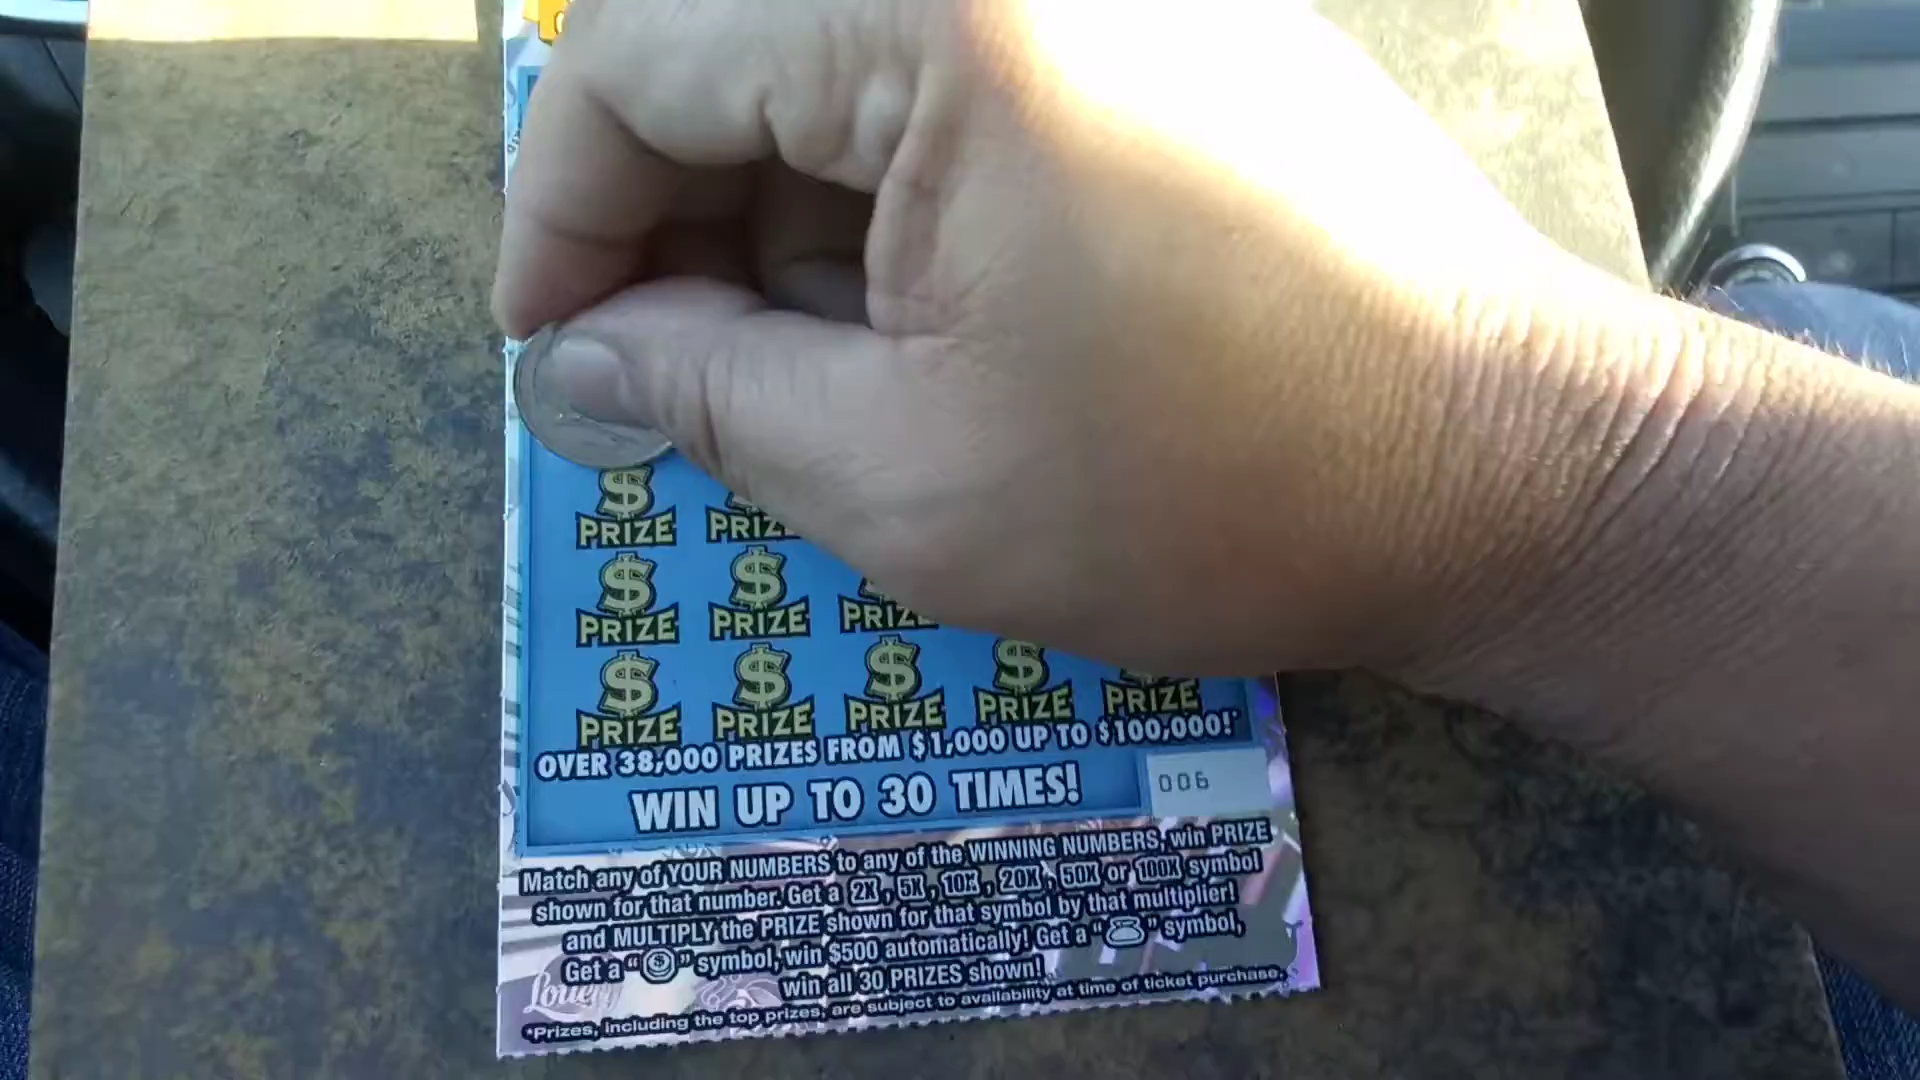 $ $
PRIZE PRIZ
$ $ $
PRIZE PRIZE PRIZE
$ $ $ $
PRIZE PRIZE PRIZE PRIZE PRIZE
OVER 38,000 PRIZES FROM $1,000 UP TO $100,000!*
WIN UP TO 30 TIMES!
006
Match any of YOUR NUMBERS to any of the WINNING NUMBERS, win PRIZE
shown for that number. Get a 2X, 5X, 10X, 20X, 50X or 100X symbol
and MULTIPLY the PRIZE shown for that symbol by that multiplier!
Get a "$" symbol, win $500 automatically! Get a " " symbol,
win all 30 PRIZES shown!
Lottery
*Prizes, including the top prizes, are subject to availability at time of ticket purchase.